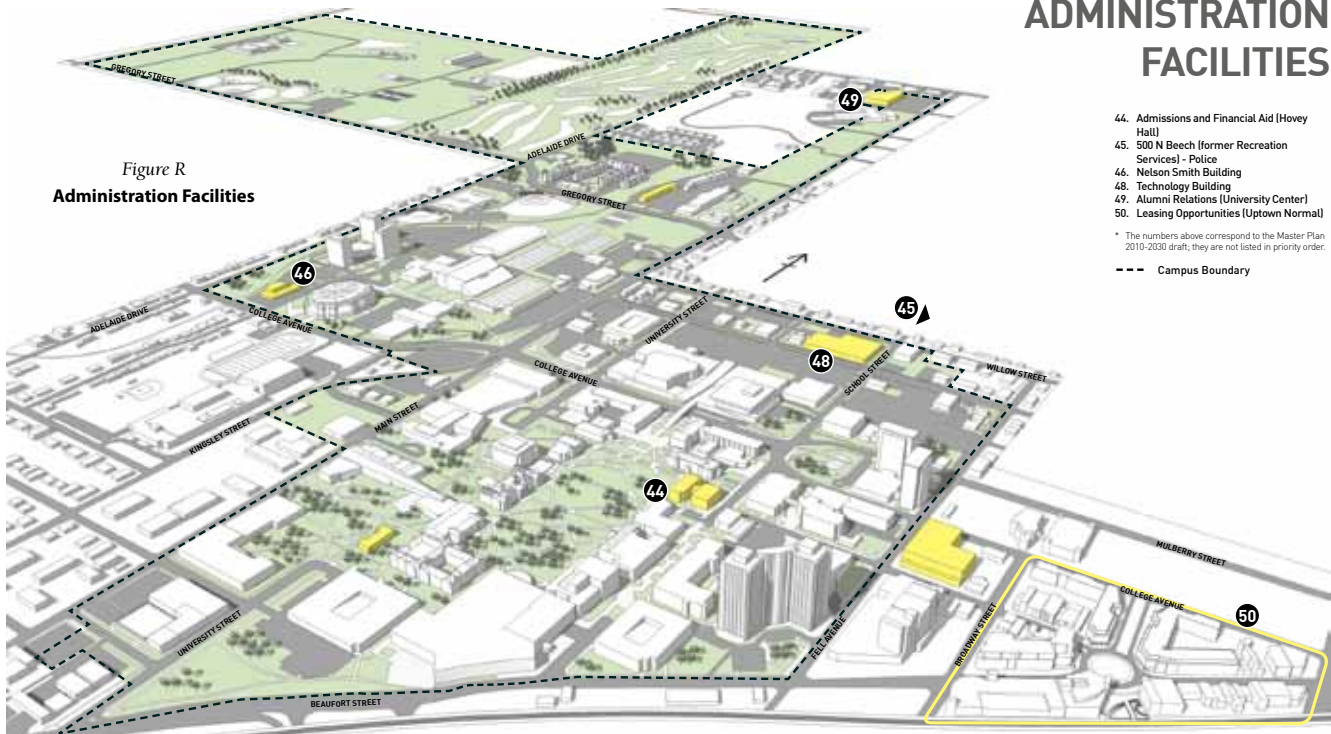 ADMINISTRATION
FACILITIES
44. Admissions and Financial Aid (Hovey
Hall)
45. 500 N Beech (former Recreation
Services) - Police
46. Nelson Smith Building
48. Technology Building
49. Alumni Relations (University Center)
50. Leasing Opportunities (Uptown Normal)
* The numbers above correspond to the Master Plan
2010-2030 draft; they are not listed in priority order.
Campus Boundary
Figure R
Administration Facilities
GREGORY STREET
49
ADELAIDE DRIVE
GREGORY STREET
46
ADELAIDE DRIVE
COLLEGE AVENUE
UNIVERSITY STREET
45
48
SCHOOL STREET
WILLOW STREET
COLLEGE AVENUE
MAIN STREET
KINGSLEY STREET
44
MULBERRY STREET
COLLEGE AVENUE
50
BROADWAY STREET
FELL AVENUE
UNIVERSITY STREET
BEAUFORT STREET